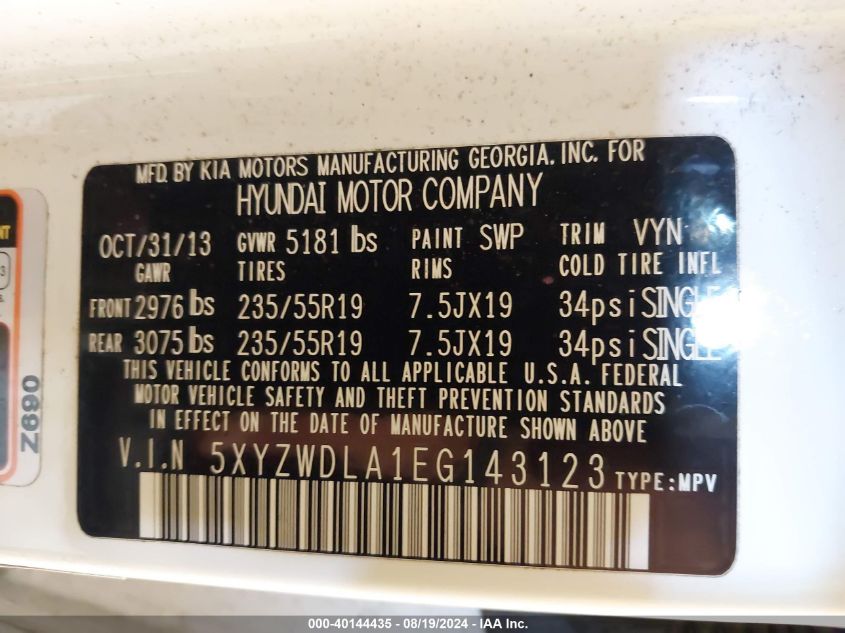 MFD. BY KIA MOTORS MANUFACTURING GEORGIA, INC. FOR
HYUNDAI MOTOR COMPANY
OCT/31/13 GVWR 5181 lbs PAINT SWP TRIM VYN
GAWR TIRES RIMS COLD TIRE INFL
FRONT 2976 lbs 235/55R19 7.5JX19 34psi SINGLE
REAR 3075 lbs 235/55R19 7.5JX19 34psi SINGLE
THIS VEHICLE CONFORMS TO ALL APPLICABLE U.S.A. FEDERAL
MOTOR VEHICLE SAFETY AND THEFT PREVENTION STANDARDS
IN EFFECT ON THE DATE OF MANUFACTURE SHOWN ABOVE
V.I.N 5XYZWDLA1EG143123 TYPE:MPV
NT
3
Z690
000-40144435 - 08/19/2024 - IAA Inc.